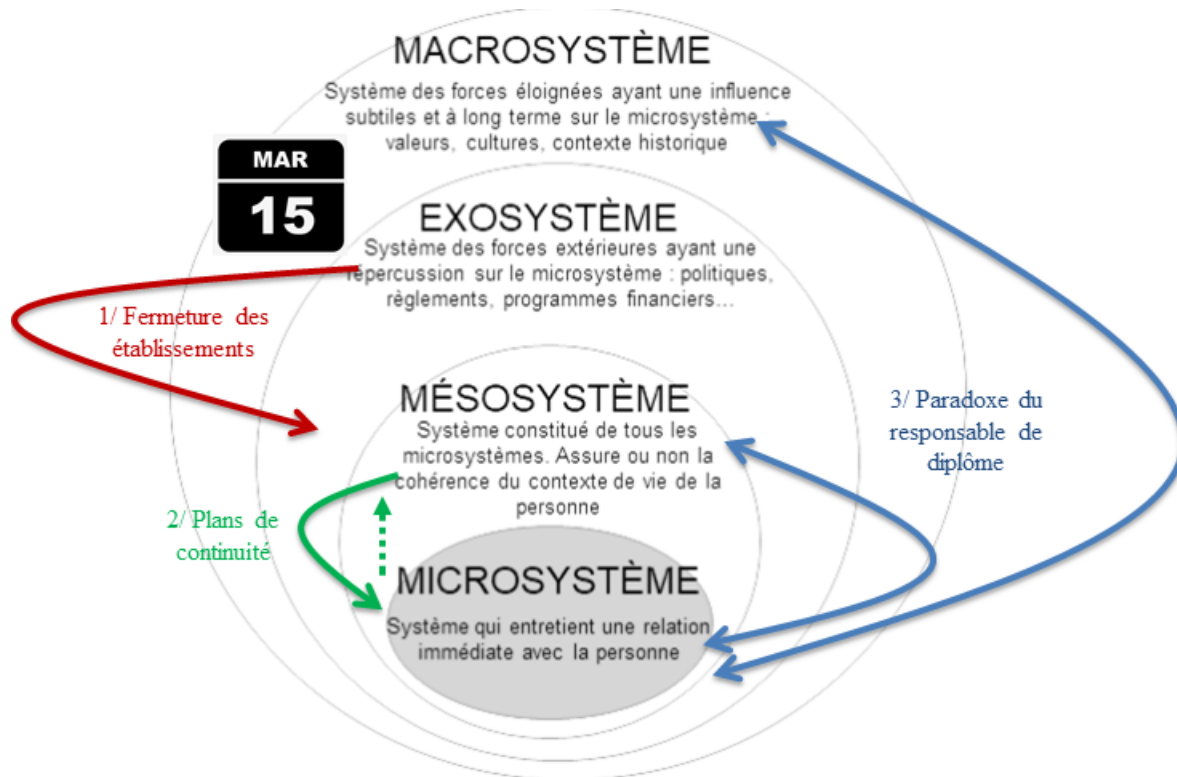 MACROSYSTÈME
Système des forces éloignées ayant une influence
subtiles et à long terme sur le microsystème :
valeurs, cultures, contexte historique
MAR
15
EXOSYSTÈME
Système des forces extérieures ayant une
répercussion sur le microsystème : politiques,
règlements, programmes financiers...
1/ Fermeture des
établissements
MÉSOSYSTÈME
Système constitué de tous les
microsystèmes. Assure ou non la
cohérence du contexte de vie de la
personne
3/ Paradoxe du
responsable de
diplôme
2/ Plans de
continuité
MICROSYSTÈME
Système qui entretient une relation
immédiate avec la personne